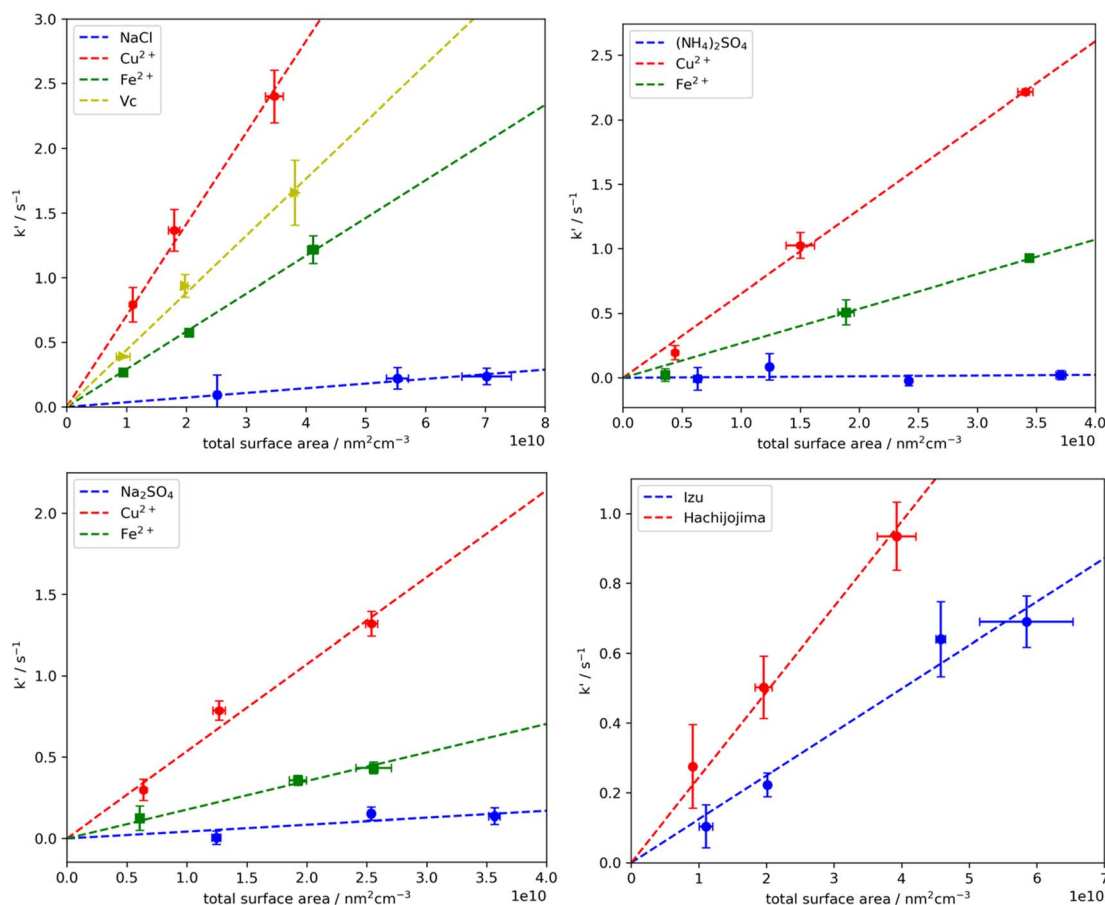 NaCl
Cu²⁺
Fe²⁺
Vc
k' / s⁻¹
3.0
2.5
2.0
1.5
1.0
0.5
0.0
0 1 2 3 4 5 6 7 8
1e10
total surface area / nm²cm⁻³
(NH₄)₂SO₄
Cu²⁺
Fe²⁺
k' / s⁻¹
2.5
2.0
1.5
1.0
0.5
0.0
0.0 0.5 1.0 1.5 2.0 2.5 3.0 3.5 4.0
1e10
total surface area / nm²cm⁻³
Na₂SO₄
Cu²⁺
Fe²⁺
k' / s⁻¹
2.0
1.5
1.0
0.5
0.0
0.0 0.5 1.0 1.5 2.0 2.5 3.0 3.5 4.0
1e10
total surface area / nm²cm⁻³
Izu
Hachijojima
k' / s⁻¹
1.0
0.8
0.6
0.4
0.2
0.0
0 1 2 3 4 5 6 7
1e10
total surface area / nm²cm⁻³